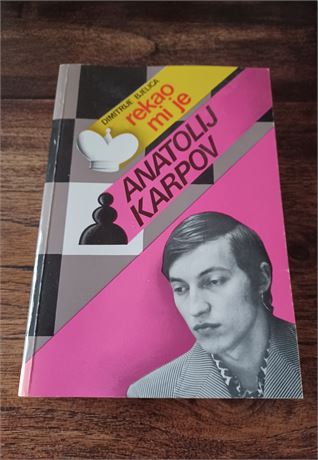 DIMITRIJE BJELICA
rekao
mi je
ANATOLIJ
KARPOV